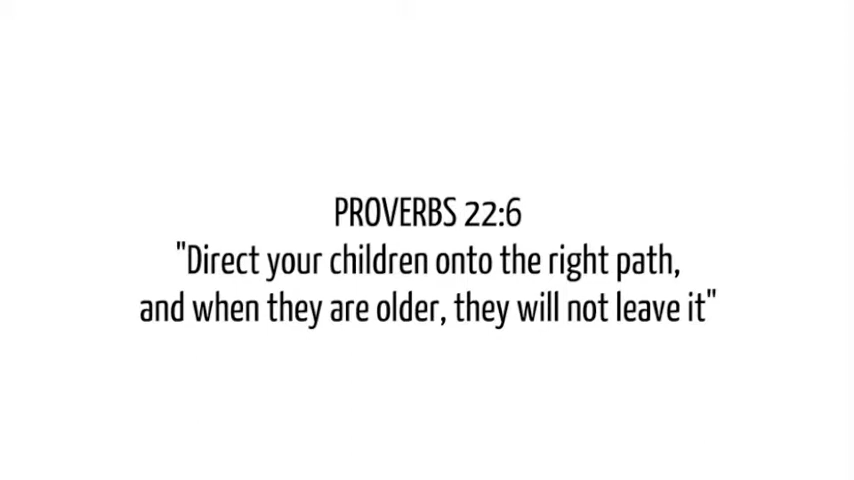 PROVERBS 22:6
"Direct your children onto the right path,
and when they are older, they will not leave it"